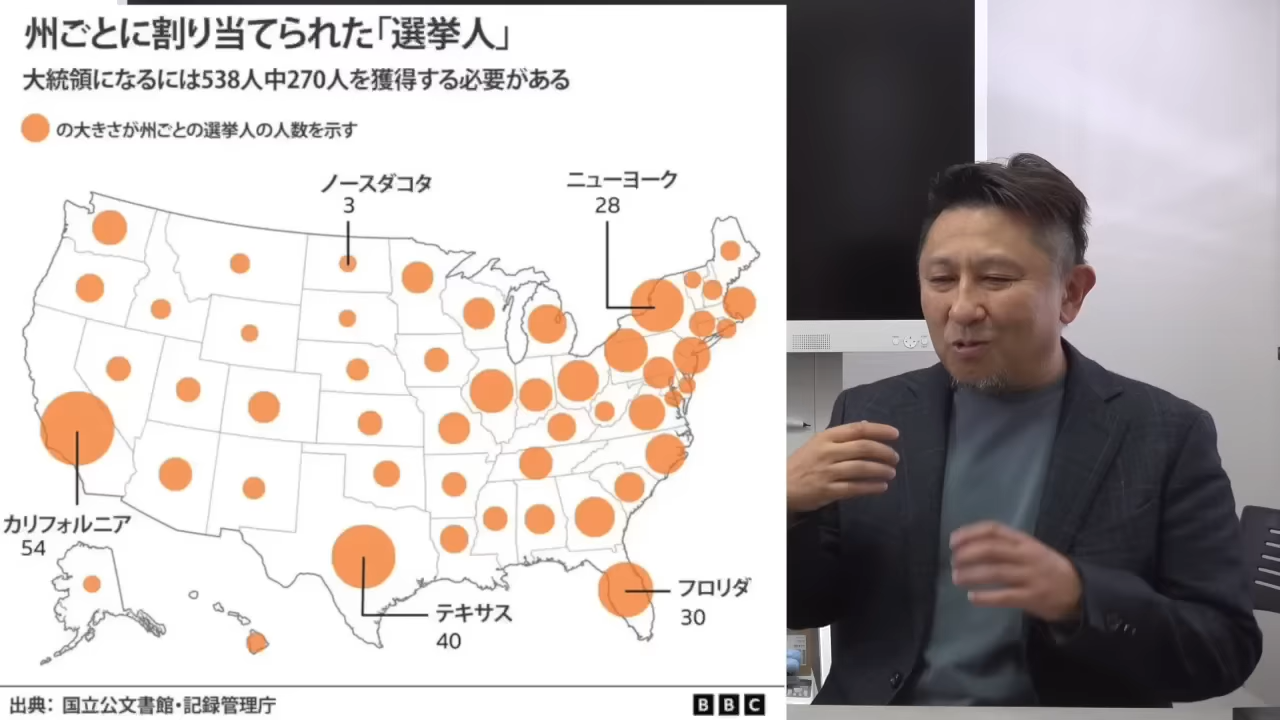 州ごとに割り当てられた「選挙人」
大統領になるには538人中270人を獲得する必要がある
の大きさが州ごとの選挙人の人数を示す
ノースダコタ
3
ニューヨーク
28
カリフォルニア
54
テキサス
40
フロリダ
30
出典： 国立公文書館・記録管理庁
BBC